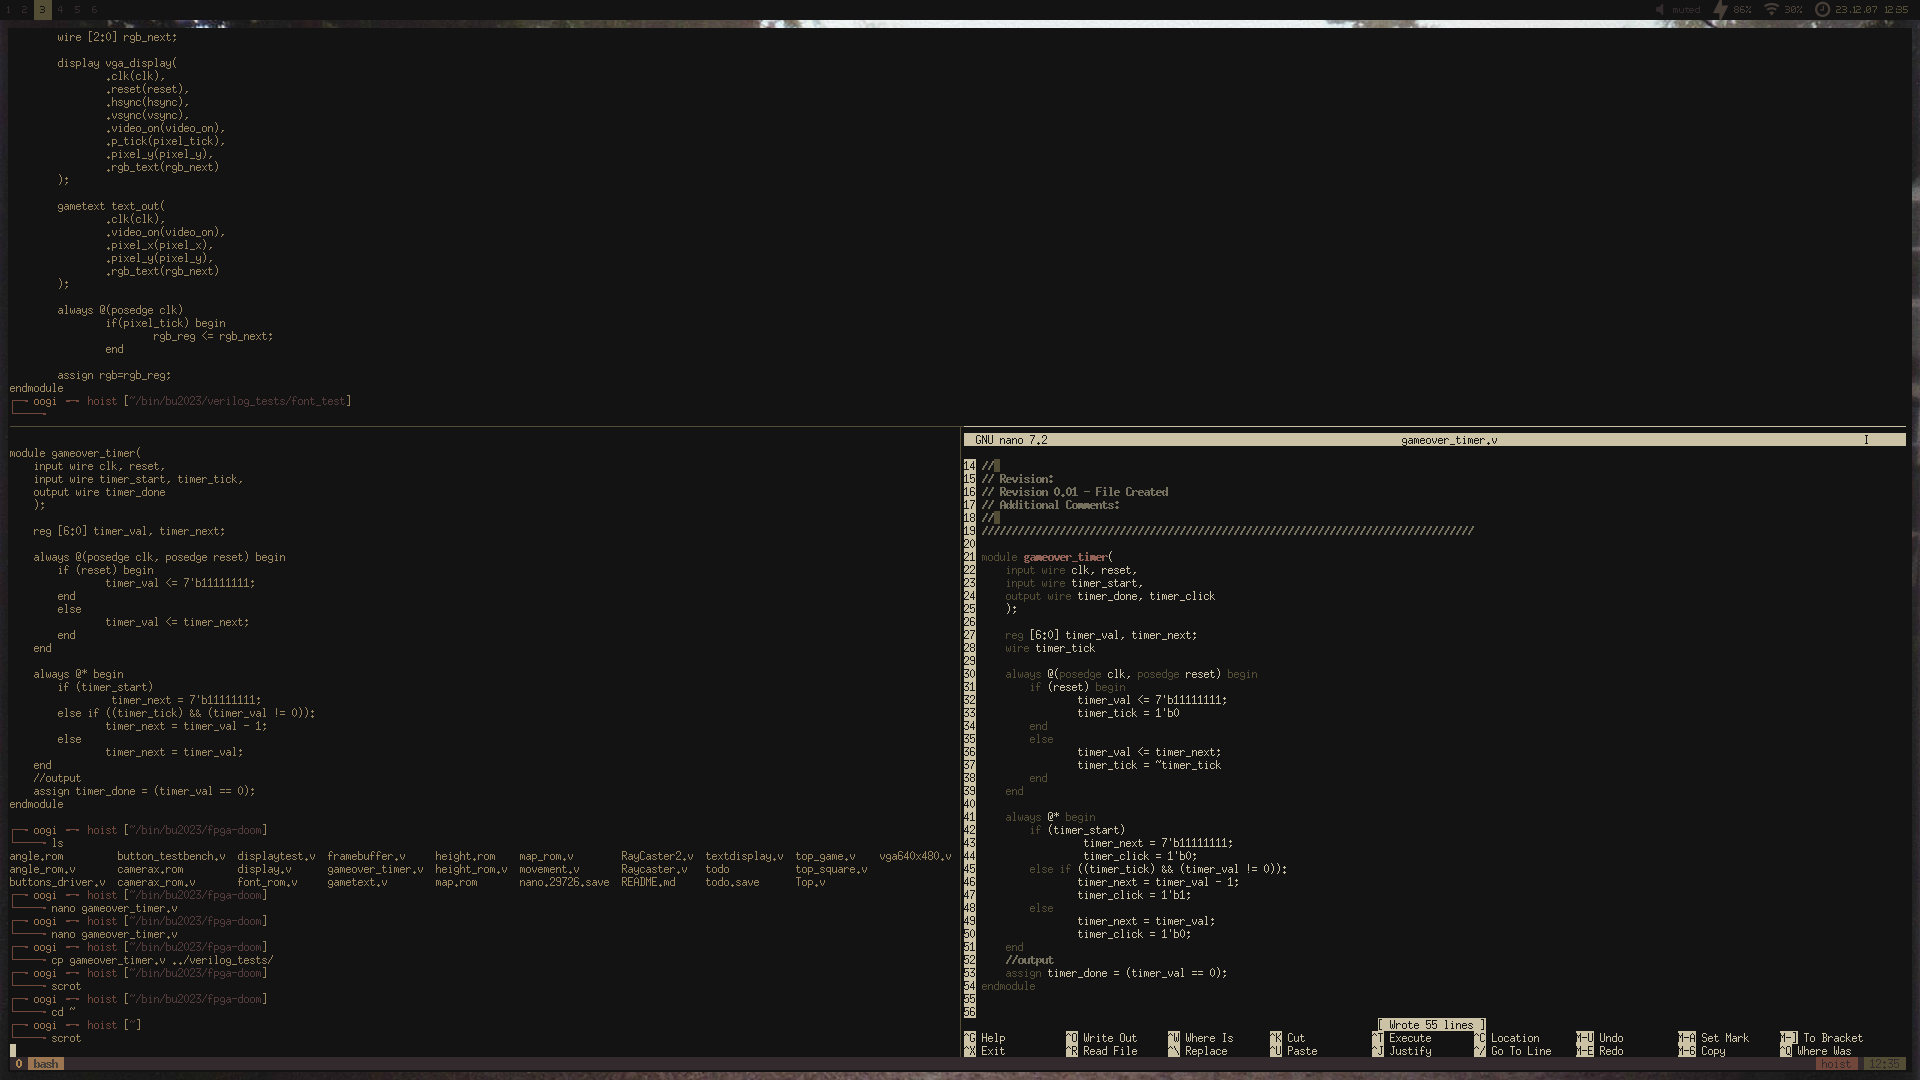 1 2 3 4 5 6 muted 86% 30% 23.12.07 12:35
wire [2:0] rgb_next;
display vga_display(
.clk(clk),
.reset(reset),
.hsync(hsync),
.vsync(vsync),
.video_on(video_on),
.p_tick(pixel_tick),
.pixel_y(pixel_y),
.rgb_text(rgb_next)
);
gametext text_out(
.clk(clk),
.video_on(video_on),
.pixel_x(pixel_x),
.pixel_y(pixel_y),
.rgb_text(rgb_next)
);
always @(posedge clk)
if(pixel_tick) begin
rgb_reg <= rgb_next;
end
assign rgb=rgb_reg;
endmodule
oogi -- hoist [~/bin/bu2023/verilog_tests/font_test]
module gameover_timer(
input wire clk, reset,
input wire timer_start, timer_tick,
output wire timer_done
);
reg [6:0] timer_val, timer_next;
always @(posedge clk, posedge reset) begin
if (reset) begin
timer_val <= 7'b11111111;
end
else
timer_val <= timer_next;
end
end
always @* begin
if (timer_start)
timer_next = 7'b11111111;
else if ((timer_tick) && (timer_val != 0)):
timer_next = timer_val - 1;
else
timer_next = timer_val;
end
//output
assign timer_done = (timer_val == 0);
endmodule
oogi -- hoist [~/bin/bu2023/fpga-doom]
ls
angle.rom button_testbench.v displaytest.v framebuffer.v height.rom map_rom.v RayCaster2.v textdisplay.v top_game.v vga640x480.v
angle_rom.v camerax.rom display.v gameover_timer.v height_rom.v movement.v Raycaster.v todo top_square.v
buttons_driver.v camerax_rom.v font_rom.v gametext.v map.rom nano.29726.save README.md todo.save Top.v
oogi -- hoist [~/bin/bu2023/fpga-doom]
nano gameover_timer.v
oogi -- hoist [~/bin/bu2023/fpga-doom]
nano gameover_timer.v
oogi -- hoist [~/bin/bu2023/fpga-doom]
cp gameover_timer.v ../verilog_tests/
oogi -- hoist [~/bin/bu2023/fpga-doom]
scrot
oogi -- hoist [~/bin/bu2023/fpga-doom]
cd ~
oogi -- hoist [~]
scrot
GNU nano 7.2 gameover_timer.v I
14 //
15 // Revision:
16 // Revision 0.01 - File Created
17 // Additional Comments:
18 //
19 //////////////////////////////////////////////////////////////////////////////////
20
21 module gameover_timer(
22 input wire clk, reset,
23 input wire timer_start,
24 output wire timer_done, timer_click
25 );
26
27 reg [6:0] timer_val, timer_next;
28 wire timer_tick
29
30 always @(posedge clk, posedge reset) begin
31 if (reset) begin
32 timer_val <= 7'b11111111;
33 timer_tick = 1'b0
34 end
35 else
36 timer_val <= timer_next;
37 timer_tick = ~timer_tick
38 end
39 end
40
41 always @* begin
42 if (timer_start)
43 timer_next = 7'b11111111;
44 timer_click = 1'b0;
45 else if ((timer_tick) && (timer_val != 0)):
46 timer_next = timer_val - 1;
47 timer_click = 1'b1;
48 else
49 timer_next = timer_val;
50 timer_click = 1'b0;
51 end
52 //output
53 assign timer_done = (timer_val == 0);
54 endmodule
55
56
[ Wrote 55 lines ]
^G Help ^O Write Out ^W Where Is ^K Cut ^T Execute ^C Location M-U Undo M-A Set Mark M-] To Bracket
^X Exit ^R Read File ^\ Replace ^U Paste ^J Justify ^/ Go To Line M-E Redo M-6 Copy ^Q Where Was
0 bash hoist 12:35